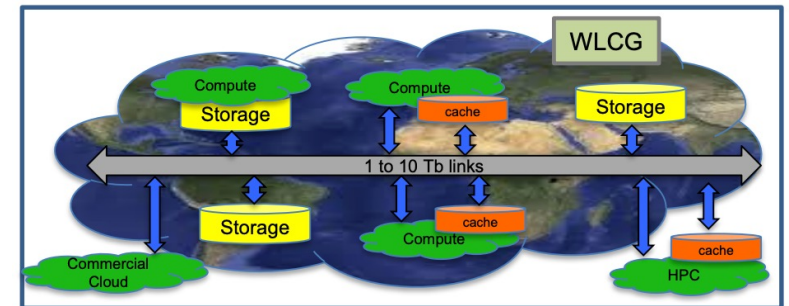 WLCG
Compute
Storage
Compute
cache
Storage
1 to 10 Tb links
Storage
cache
Compute
Commercial
Cloud
cache
HPC